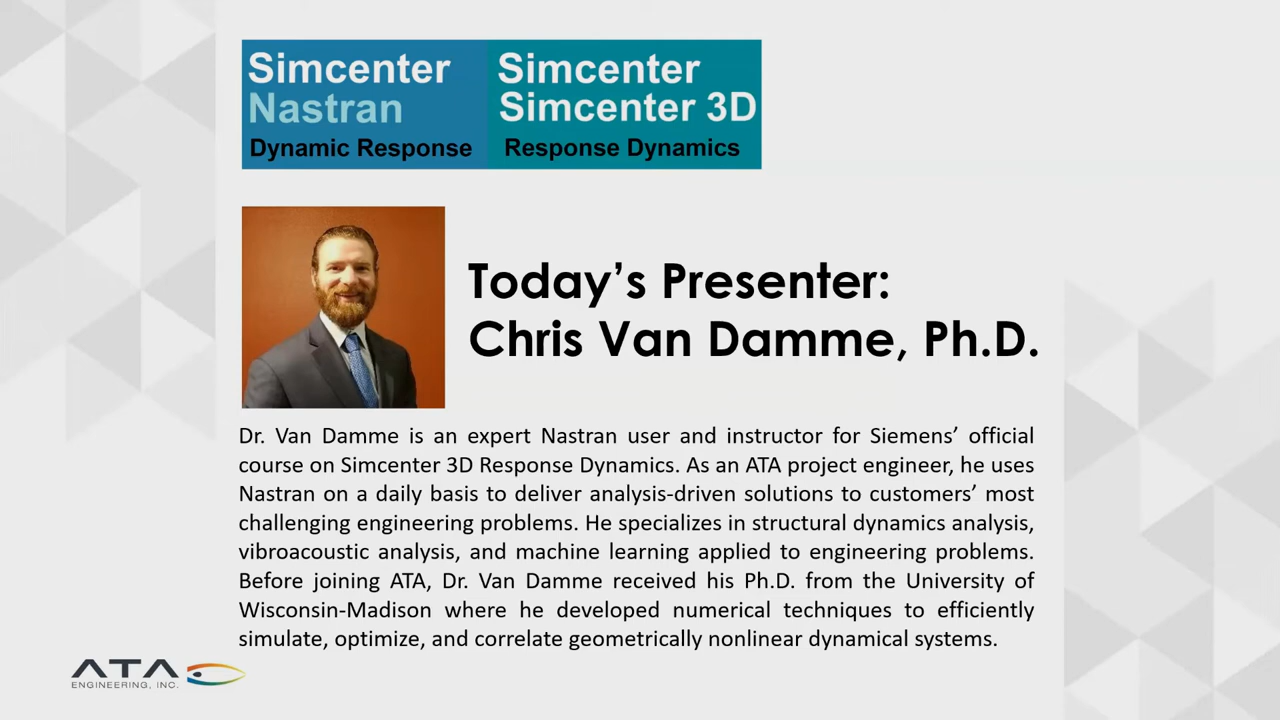 Simcenter
Nastran
Dynamic Response
Simcenter
Simcenter 3D
Response Dynamics
Today’s Presenter:
Chris Van Damme, Ph.D.
Dr. Van Damme is an expert Nastran user and instructor for Siemens’ official
course on Simcenter 3D Response Dynamics. As an ATA project engineer, he uses
Nastran on a daily basis to deliver analysis-driven solutions to customers’ most
challenging engineering problems. He specializes in structural dynamics analysis,
vibroacoustic analysis, and machine learning applied to engineering problems.
Before joining ATA, Dr. Van Damme received his Ph.D. from the University of
Wisconsin-Madison where he developed numerical techniques to efficiently
simulate, optimize, and correlate geometrically nonlinear dynamical systems.
ATA
ENGINEERING, INC.